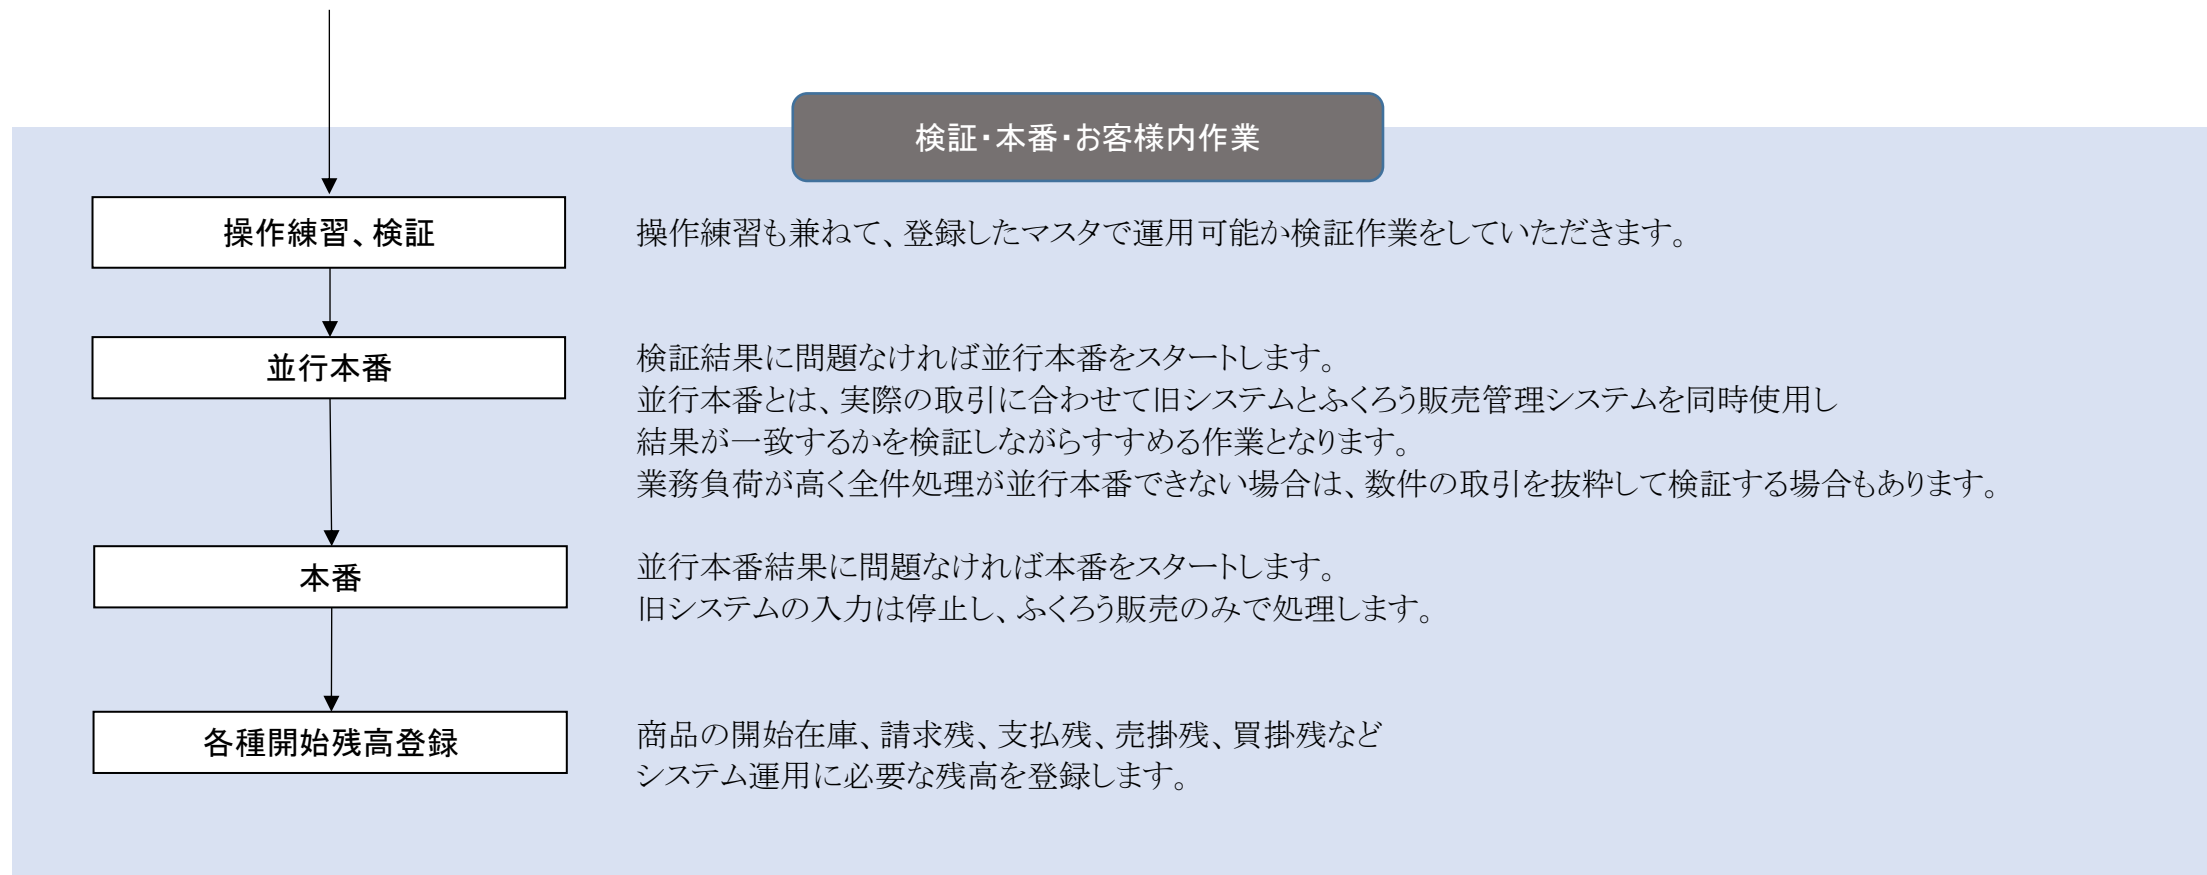 検証・本番・お客様内作業
操作練習、検証
操作練習も兼ねて、登録したマスタで運用可能か検証作業をしていただきます。
並行本番
検証結果に問題なければ並行本番をスタートします。
並行本番とは、実際の取引に合わせて旧システムとふくろう販売管理システムを同時使用し
結果が一致するかを検証しながらすすめる作業となります。
業務負荷が高く全件処理が並行本番できない場合は、数件の取引を抜粋して検証する場合もあります。
本番
並行本番結果に問題なければ本番をスタートします。
旧システムの入力は停止し、ふくろう販売のみで処理します。
各種開始残高登録
商品の開始在庫、請求残、支払残、売掛残、買掛残など
システム運用に必要な残高を登録します。